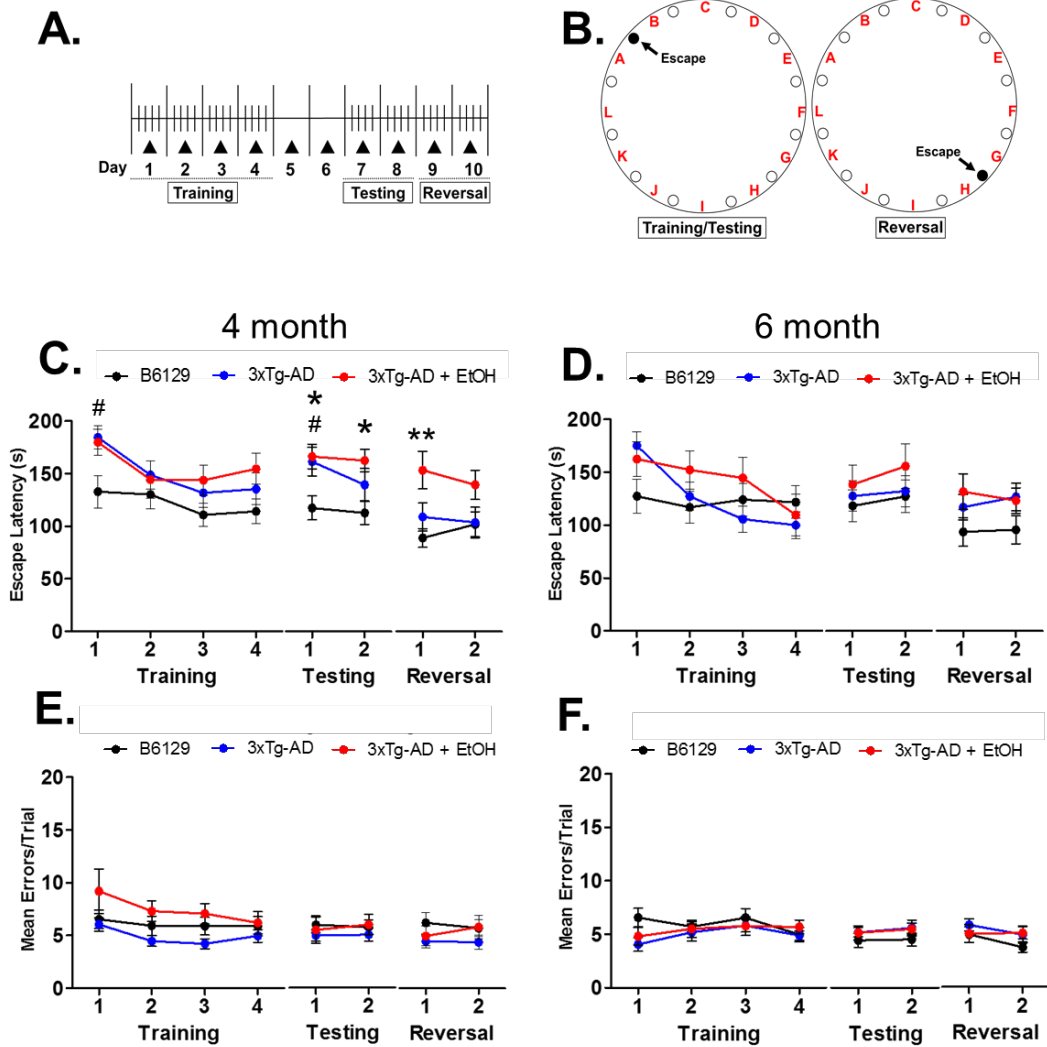 A.
Day 1 2 3 4 5 6 7 8 9 10
Training Testing Reversal
B.
A B C D E F G H I J K L
Escape
Training/Testing
A B C D E F G H I J K L
Escape
Reversal
4 month
C.
B6129 3xTg-AD 3xTg-AD + EtOH
# * # * **
Escape Latency (s)
200
150
100
50
0
1 2 3 4 1 2 1 2
Training Testing Reversal
6 month
D.
B6129 3xTg-AD 3xTg-AD + EtOH
Escape Latency (s)
200
150
100
50
0
1 2 3 4 1 2 1 2
Training Testing Reversal
E.
B6129 3xTg-AD 3xTg-AD + EtOH
Mean Errors/Trial
20
15
10
5
0
1 2 3 4 1 2 1 2
Training Testing Reversal
F.
B6129 3xTg-AD 3xTg-AD + EtOH
Mean Errors/Trial
20
15
10
5
0
1 2 3 4 1 2 1 2
Training Testing Reversal